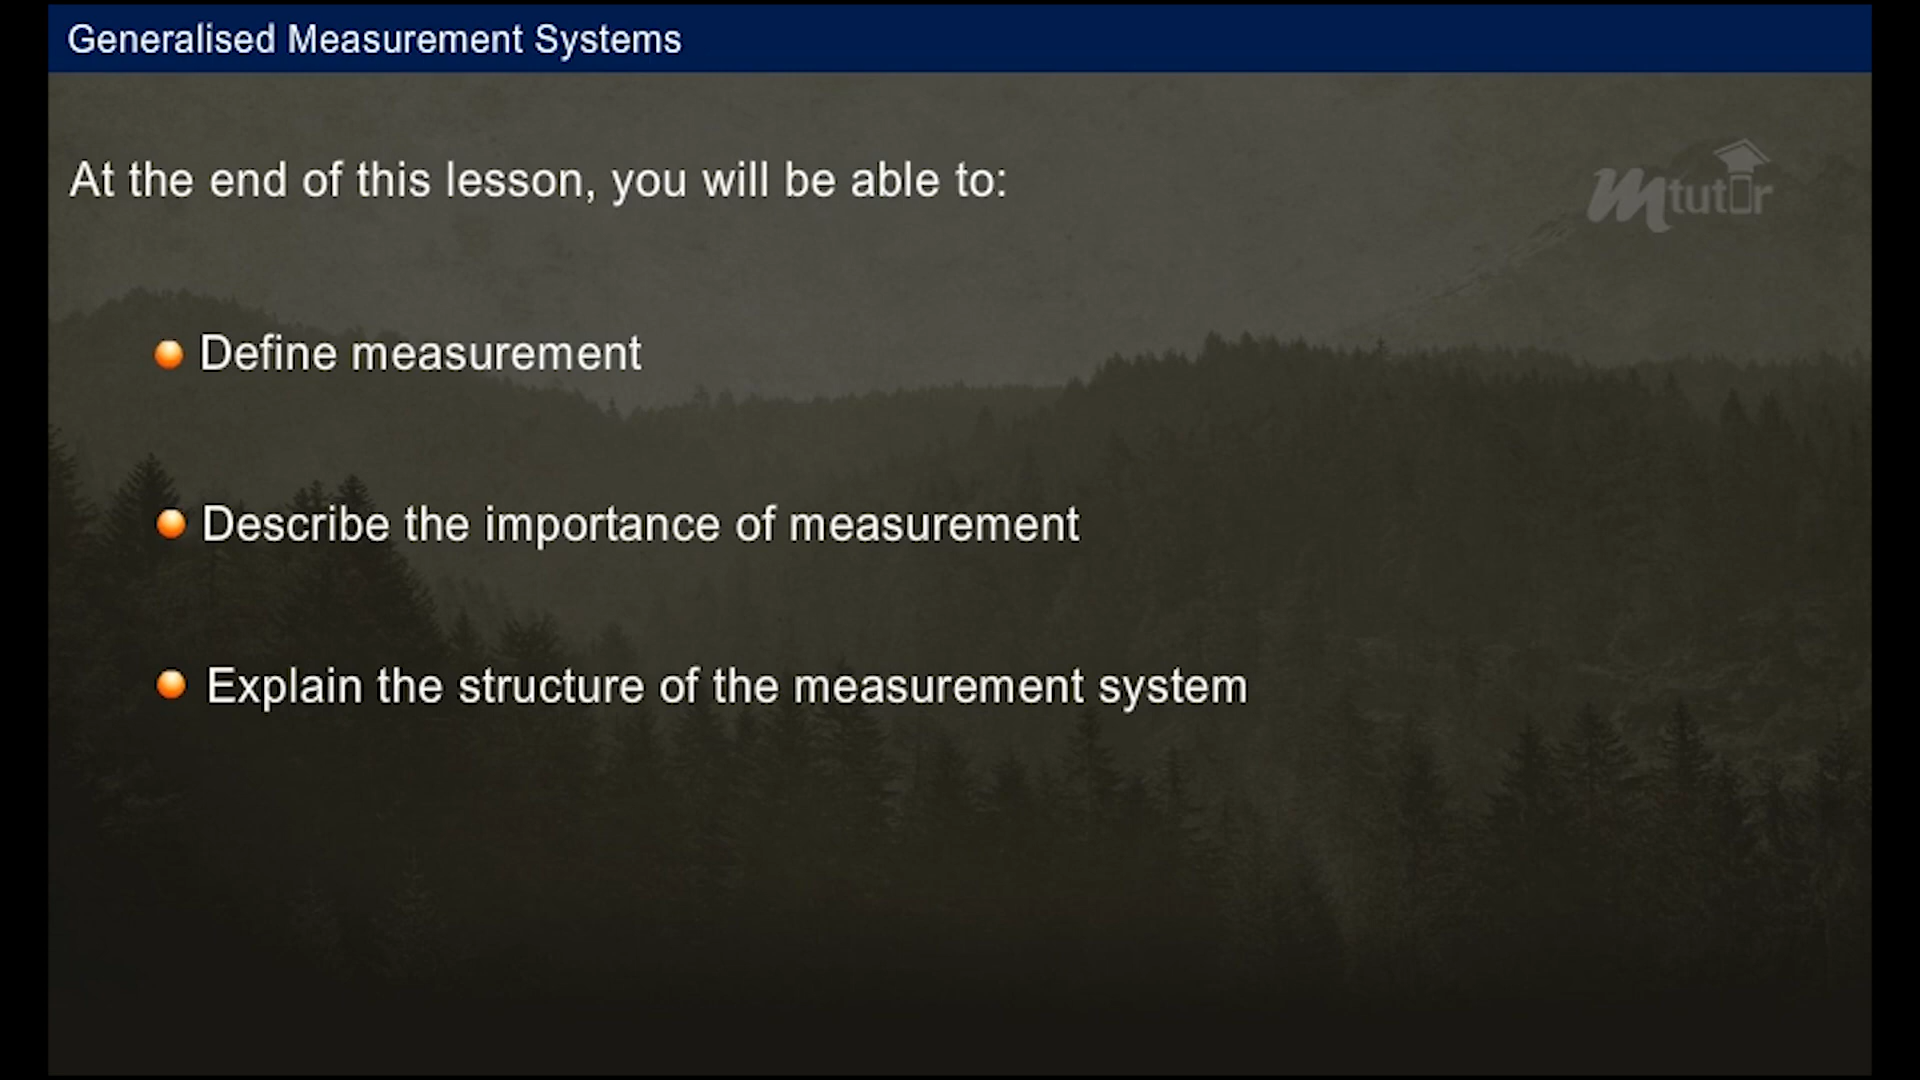 Generalised Measurement Systems
At the end of this lesson, you will be able to:
mtutor
Define measurement
Describe the importance of measurement
Explain the structure of the measurement system